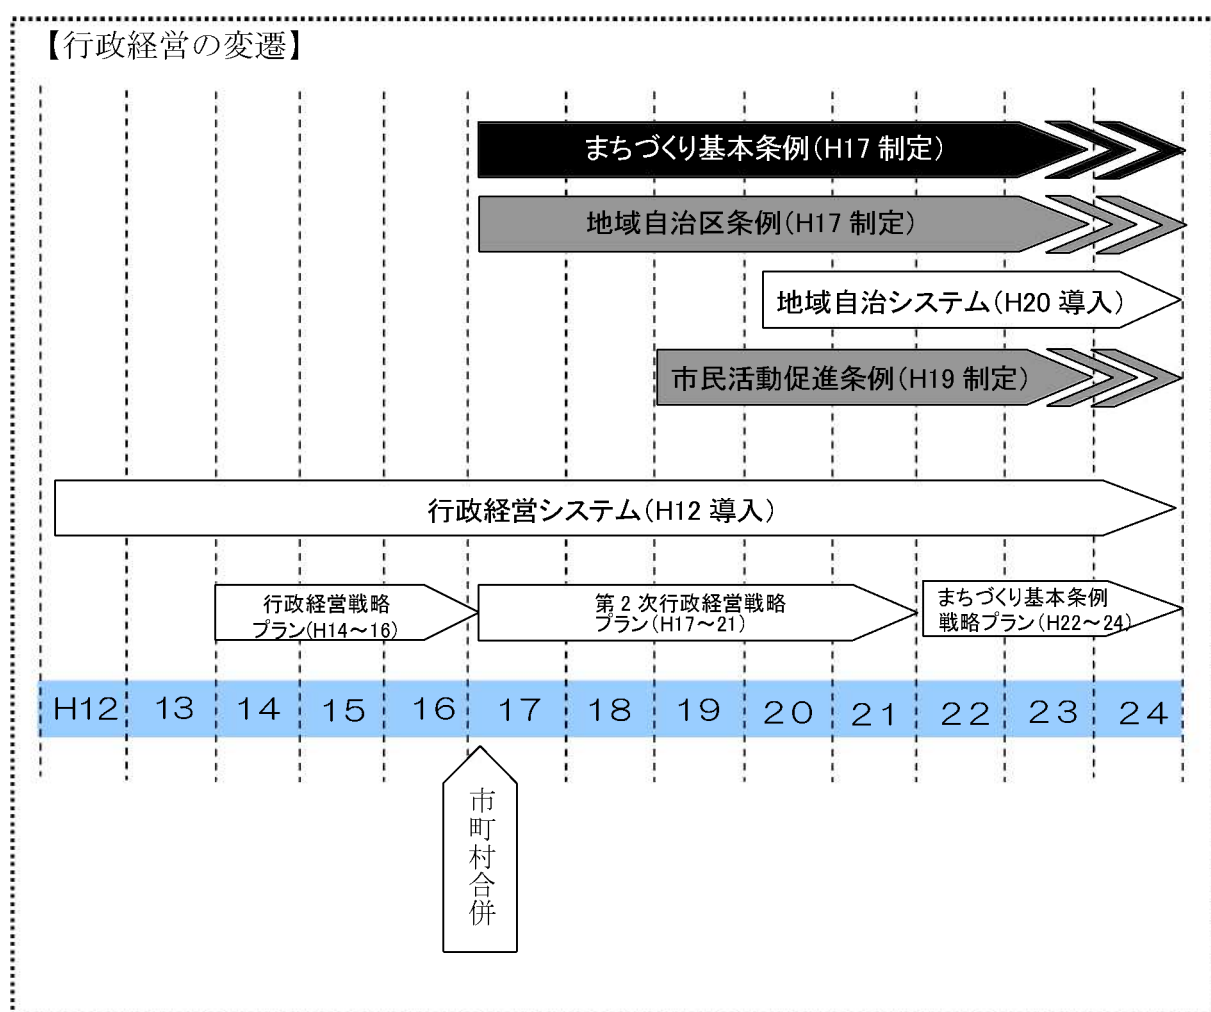 【行政経営の変遷】
まちづくり基本条例(H17 制定)
地域自治区条例(H17 制定)
地域自治システム(H20 導入)
市民活動促進条例(H19 制定)
行政経営システム(H12 導入)
行政経営戦略
プラン(H14～16)
第2次行政経営戦略
プラン(H17～21)
まちづくり基本条例
戦略プラン(H22～24)
H12 13 14 15 16 17 18 19 20 21 22 23 24
市町村合併